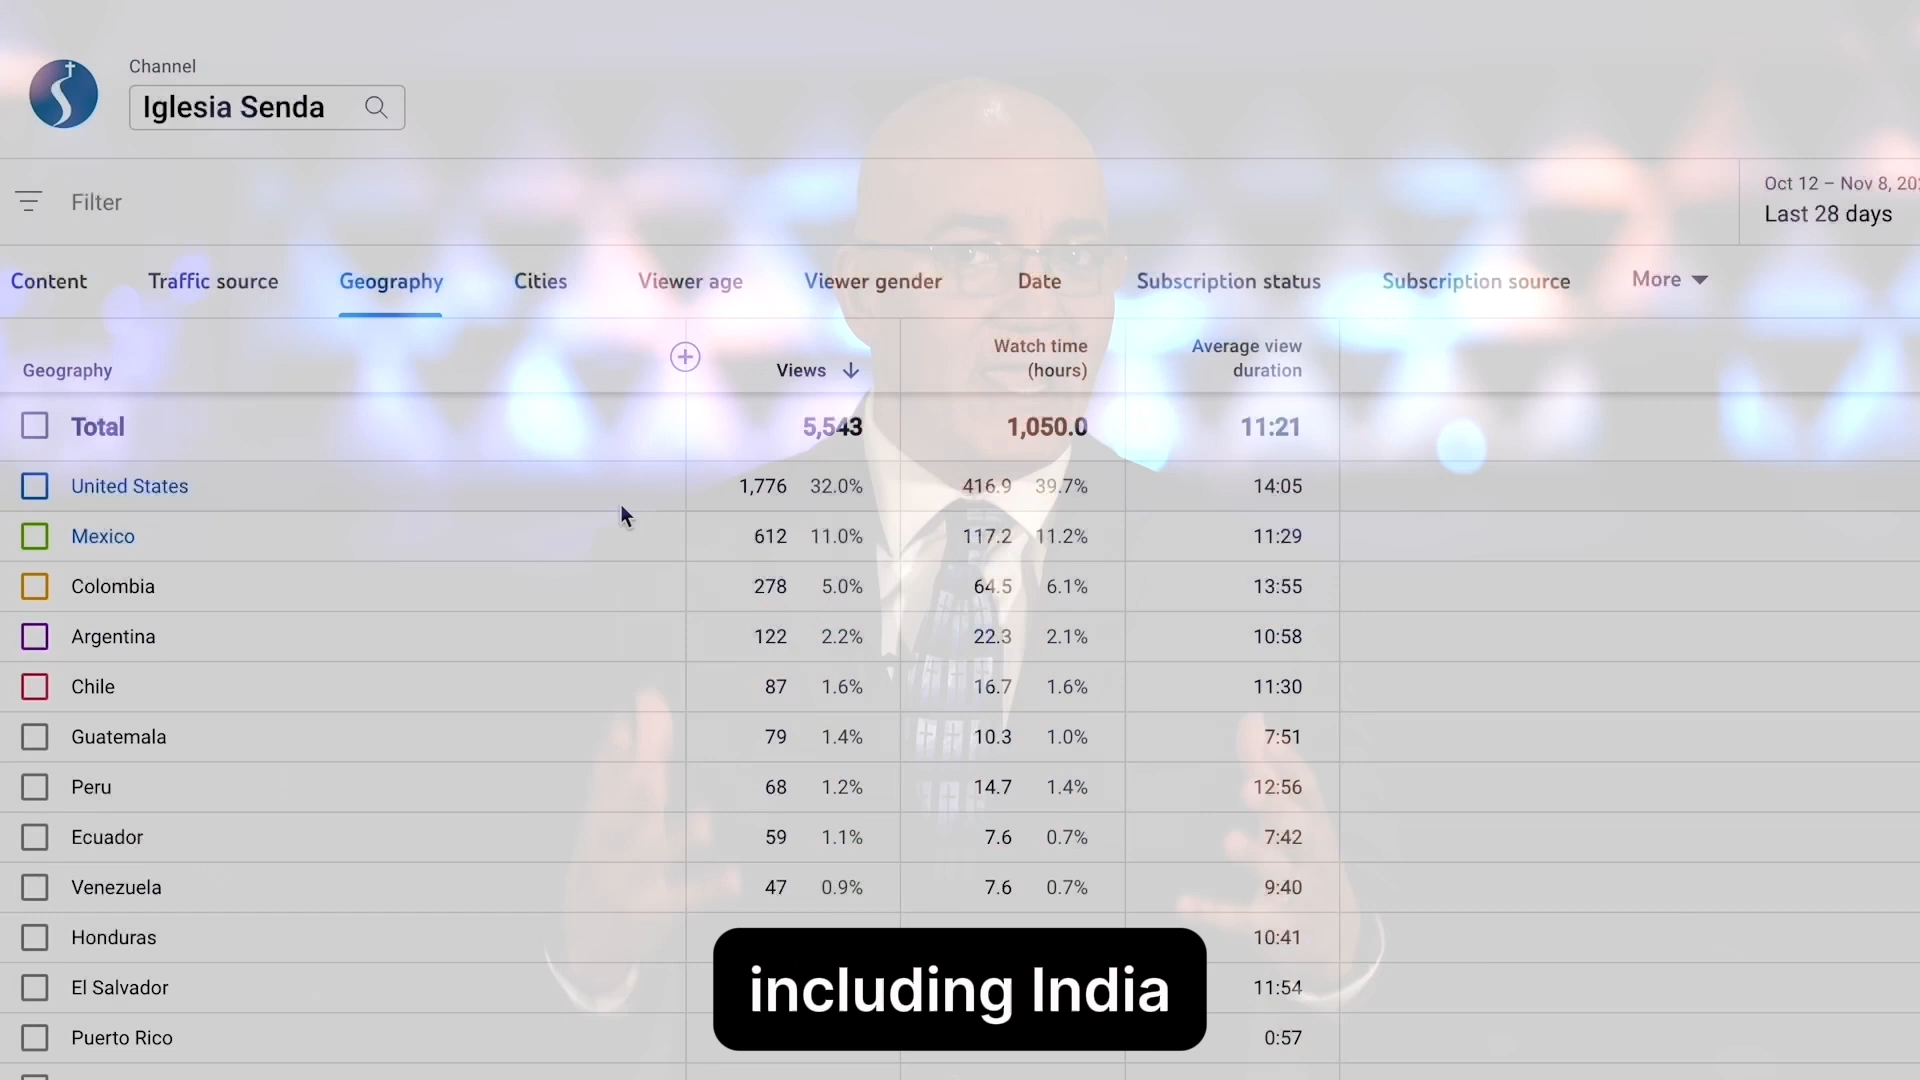 Channel
Iglesia Senda
Filter
Oct 12 – Nov 8, 20
Last 28 days
Content Traffic source Geography Cities Viewer age Viewer gender Date Subscription status Subscription source More
Geography Views Watch time (hours) Average view duration
Total 5,543 1,050.0 11:21
United States 1,776 32.0% 416.9 39.7% 14:05
Mexico 612 11.0% 117.2 11.2% 11:29
Colombia 278 5.0% 64.5 6.1% 13:55
Argentina 122 2.2% 22.3 2.1% 10:58
Chile 87 1.6% 16.7 1.6% 11:30
Guatemala 79 1.4% 10.3 1.0% 7:51
Peru 68 1.2% 14.7 1.4% 12:56
Ecuador 59 1.1% 7.6 0.7% 7:42
Venezuela 47 0.9% 7.6 0.7% 9:40
Honduras 10:41
El Salvador 11:54
Puerto Rico 0:57
including India